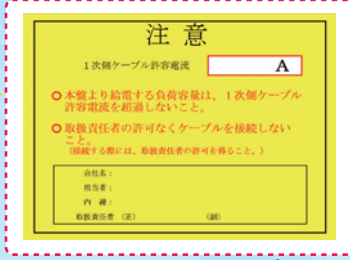 注 意
1次側ケーブル許容電流 A
○本盤より給電する負荷容量は、1次側ケーブル
許容電流を超過しないこと。
○取扱責任者の許可なくケーブルを接続しない
こと。
(接続する際には、取扱責任者の許可を得ること。)
会社名:
担当者:
内 線:
取扱責任者 (正) (副)